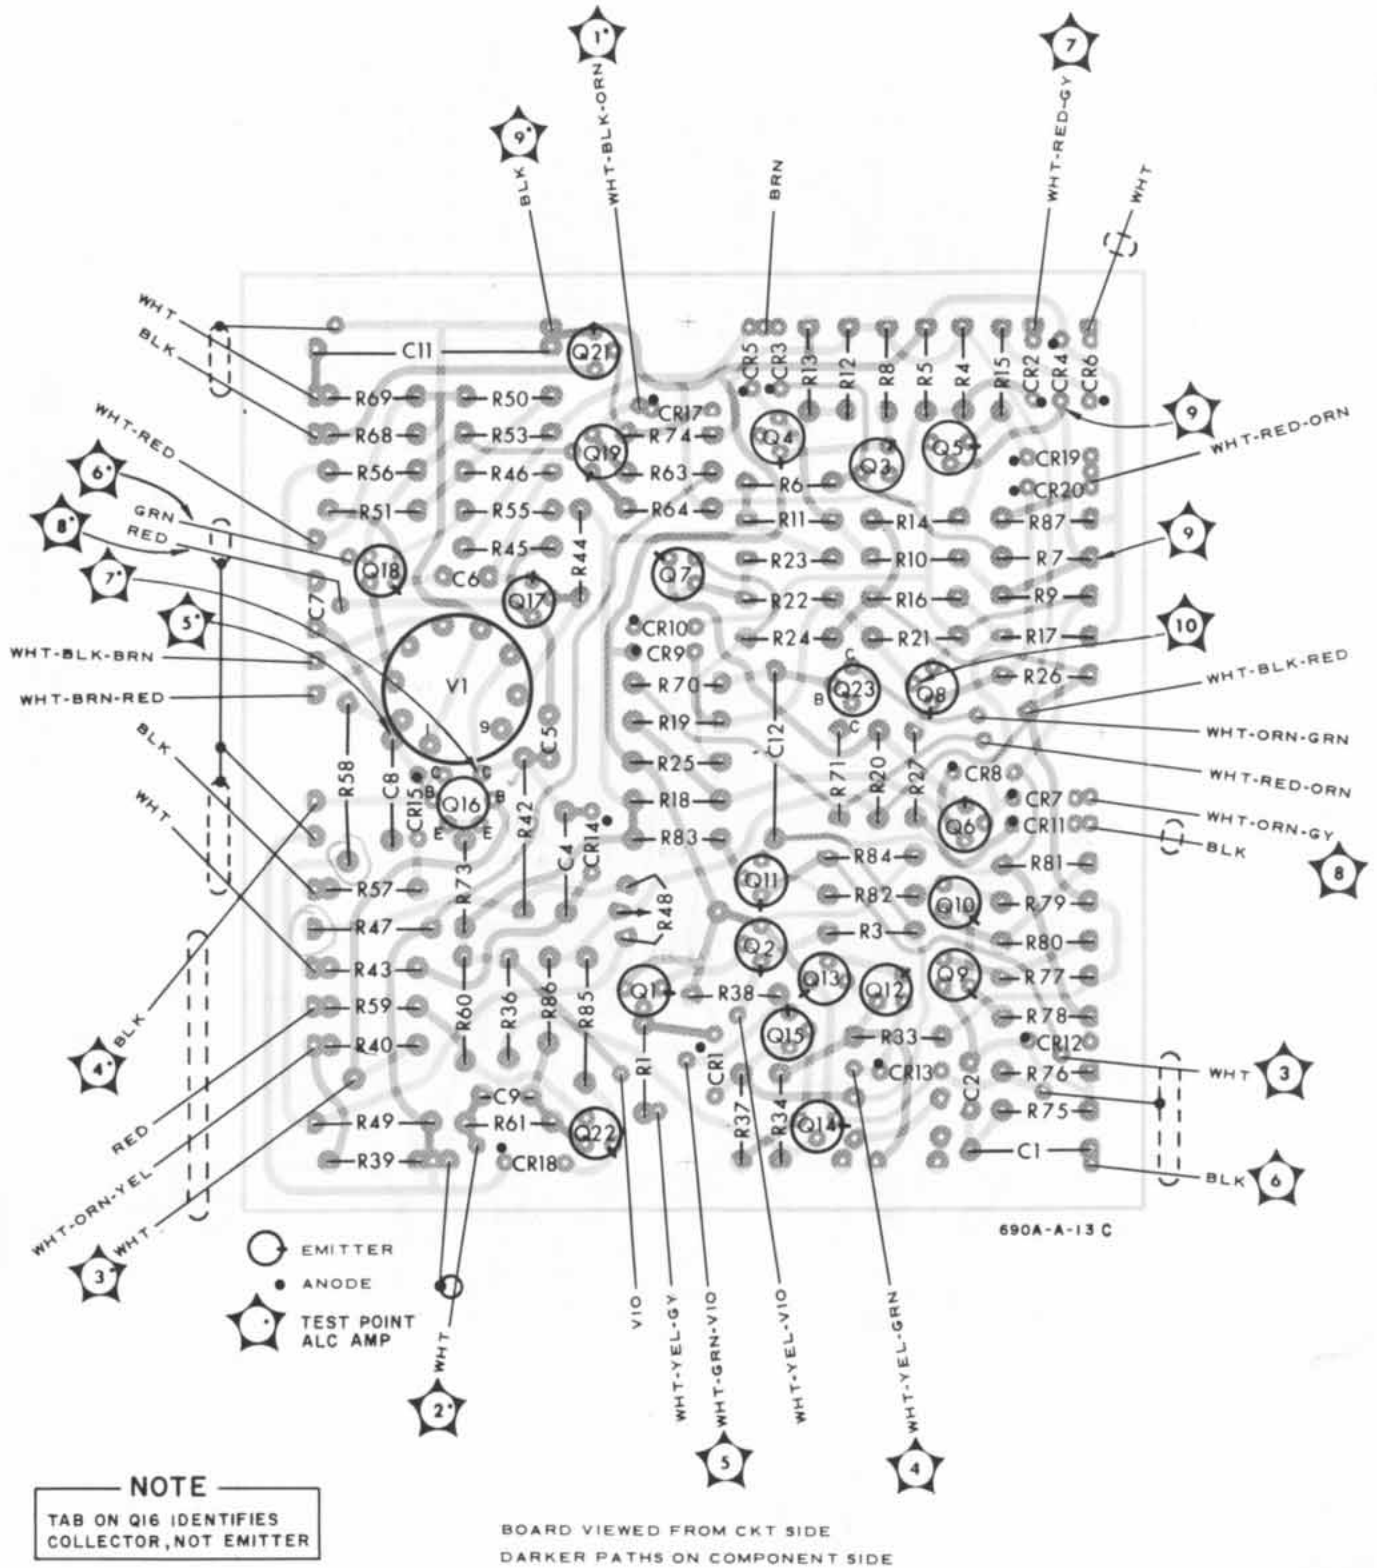 1*
7
9*
BLK
WHT-BLK-ORN
BRN
WHT-RED-GY
WHT
WHT
BLK
C11
Q21
CR5
CR3
R13
R12
R8
R5
R4
R15
CR2
CR4
CR6
WHT-RED
R69
R50
CR17
9
WHT-RED-ORN
R68
R53
Q19
R74
Q4
Q3
Q5
6*
R56
R46
R63
R6
CR19
CR20
8*
GRN
RED
R51
R55
R64
R11
R14
R87
9
7*
Q18
R45
R44
Q7
R23
R10
R7
C6
Q17
R22
R16
R9
5*
C7
CR10
R24
R21
R17
10
WHT-BLK-BRN
CR9
WHT-BLK-RED
WHT-BRN-RED
V1
1
9
R70
C
B
Q23
C
Q8
R26
R19
WHT-ORN-GRN
BLK
R58
C8
C5
R25
C12
R71
R20
R27
CR8
WHT-RED-ORN
WHT
CR15
C
C
B
Q16
B
E
E
R42
R18
CR7
WHT-ORN-GY
C4
CR14
R83
Q6
CR11
BLK
8
R84
R81
R57
R73
R48
Q11
R82
Q10
R79
R47
Q2
R3
R80
R43
R60
R36
R86
R85
Q1
R38
Q13
Q12
Q9
R77
R59
R78
BLK
4*
R40
R1
CR1
Q15
R33
CR12
CR13
C2
R76
WHT
3
RED
C9
R37
R34
R75
R49
R61
Q22
Q14
WHT-ORN-YEL
R39
CR18
C1
BLK
6
WHT
3*
690A-A-13 C
EMITTER
ANODE
TEST POINT
ALC AMP
WHT
2*
VIO
WHT-YEL-GY
WHT-GRN-VIO
WHT-YEL-VIO
WHT-YEL-GRN
5
4
NOTE
TAB ON Q16 IDENTIFIES
COLLECTOR, NOT EMITTER
BOARD VIEWED FROM CKT SIDE
DARKER PATHS ON COMPONENT SIDE